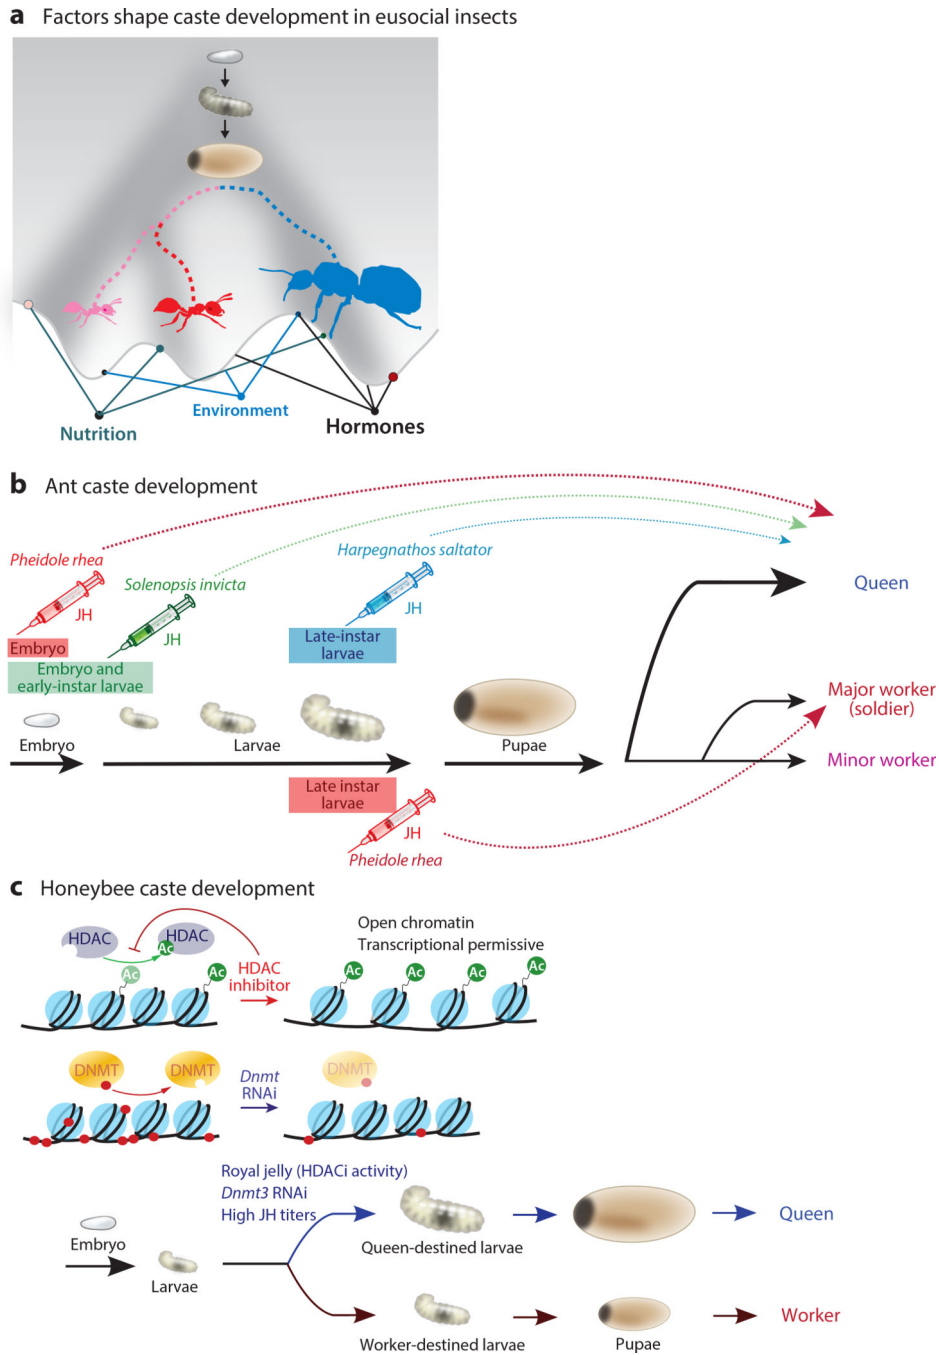 a Factors shape caste development in eusocial insects
Nutrition
Environment
Hormones
b Ant caste development
Pheidole rhea
JH
Embryo
Solenopsis invicta
JH
Embryo and
early-instar larvae
Harpegnathos saltator
JH
Late-instar
larvae
Queen
Major worker
(soldier)
Minor worker
Embryo
Larvae
Pupae
Late instar
larvae
JH
Pheidole rhea
c Honeybee caste development
HDAC
HDAC
Ac
Ac
Ac
HDAC
inhibitor
Open chromatin
Transcriptional permissive
Ac
Ac
Ac
Ac
DNMT
DNMT
Dnmt
RNAi
DNMT
Royal jelly (HDACi activity)
Dnmt3 RNAi
High JH titers
Embryo
Larvae
Queen-destined larvae
Queen
Worker-destined larvae
Pupae
Worker